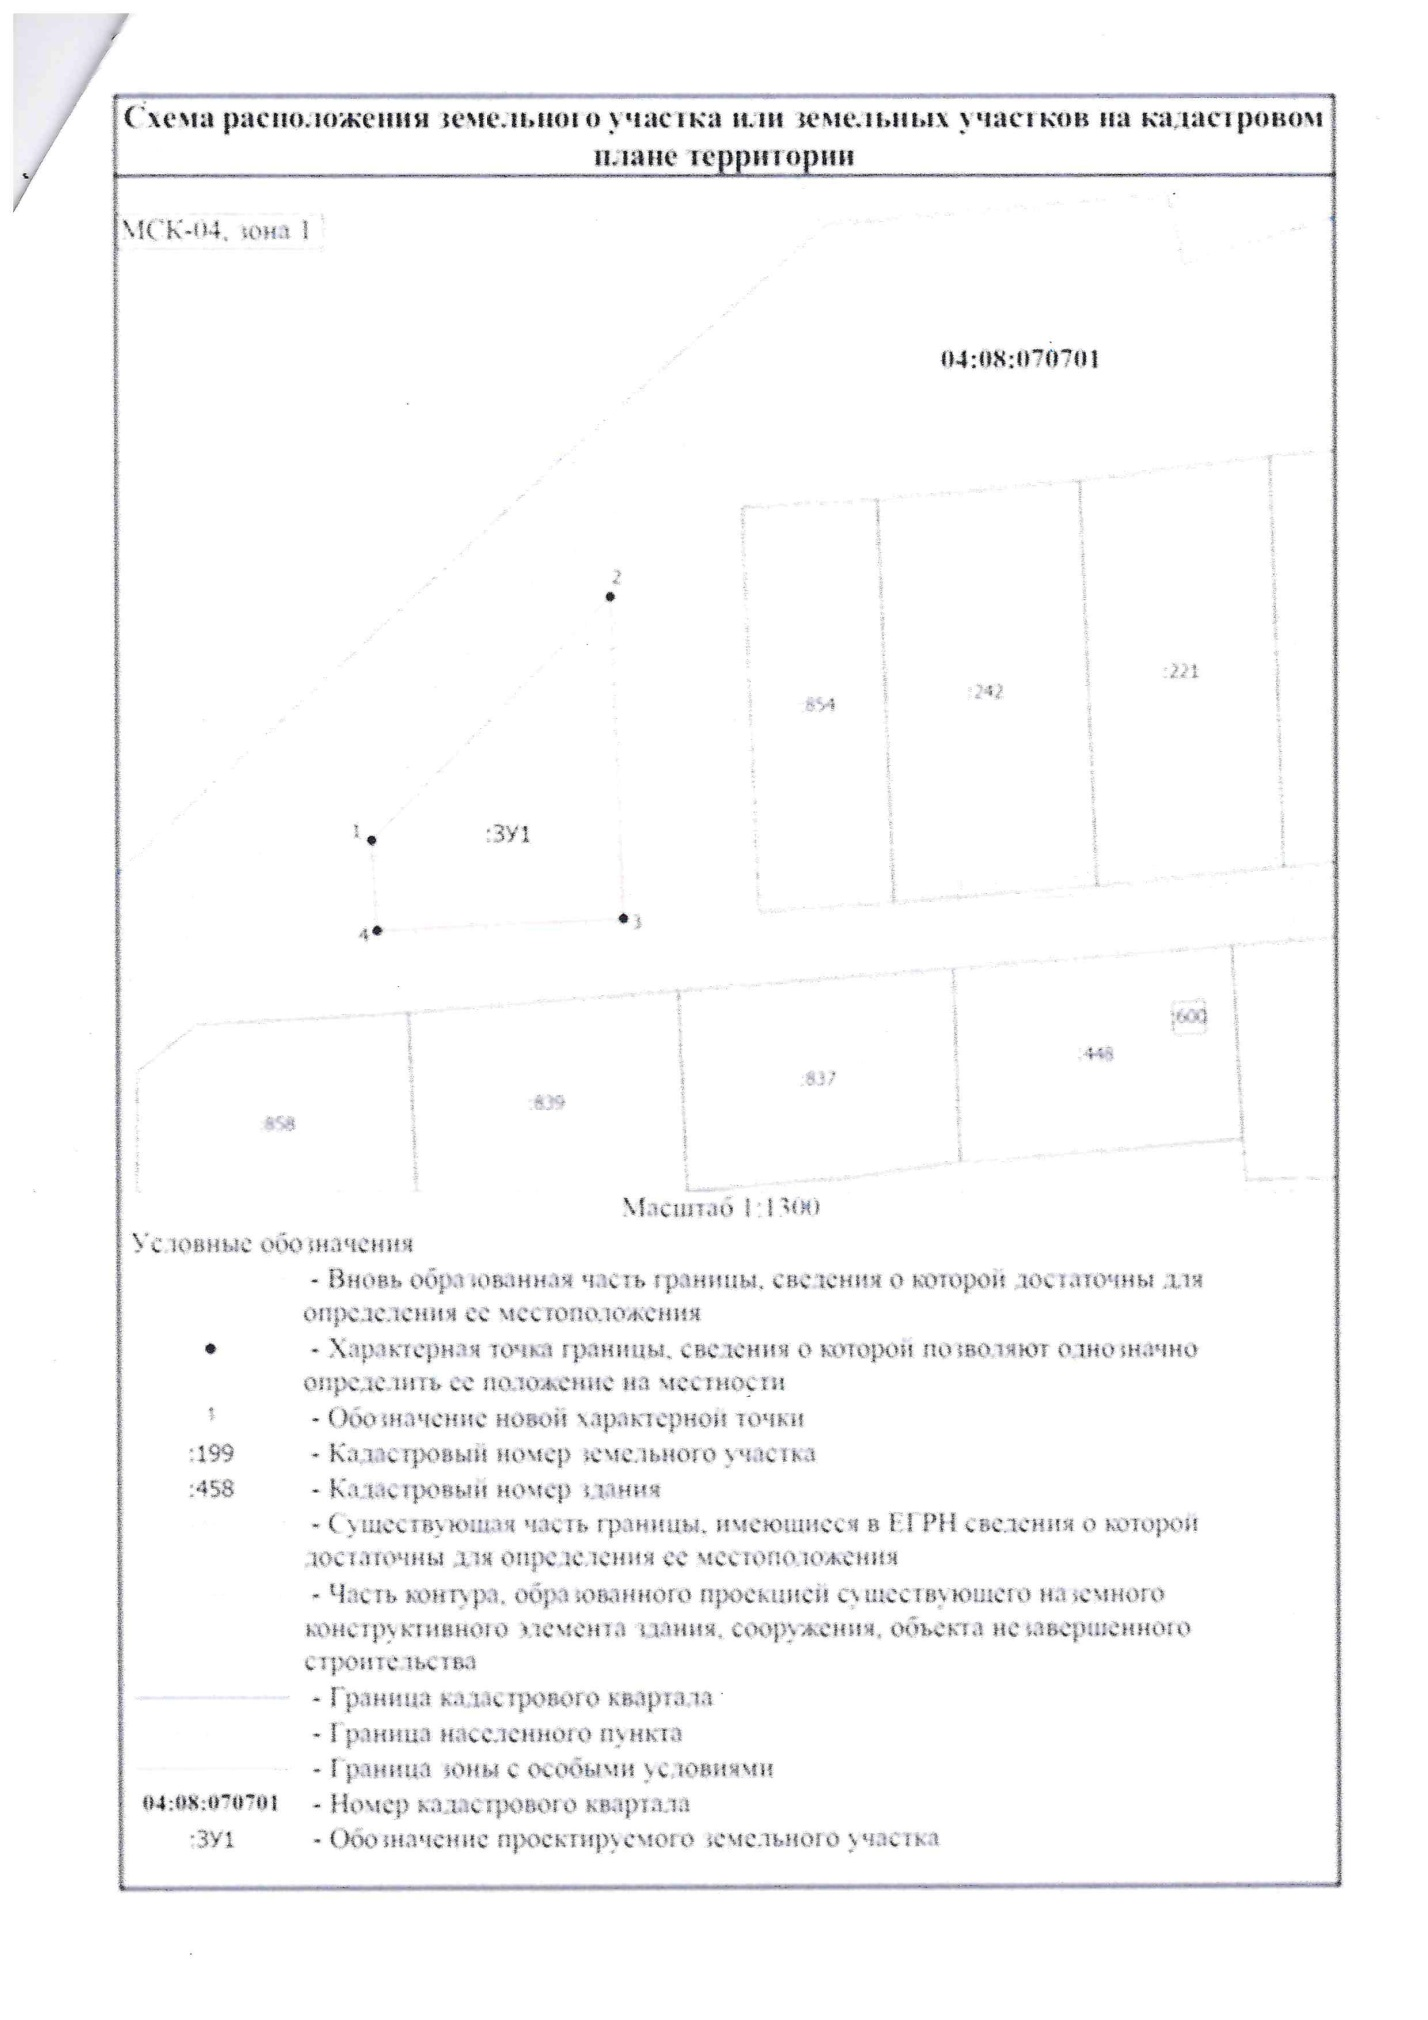 Схема расположения земельного участка или земельных участков на кадастровом
плане территории
МСК-04, зона 1
04:08:070701
2
:221
:242
:854
1
:ЗУ1
3
4
:600
:448
:837
:839
:858
Масштаб 1:1300
Условные обозначения
- Вновь образованная часть границы, сведения о которой достаточны для
определения ее местоположения
- Характерная точка границы, сведения о которой позволяют однозначно
определить ее положение на местности
1 - Обозначение новой характерной точки
:199 - Кадастровый номер земельного участка
:458 - Кадастровый номер здания
- Существующая часть границы, имеющиеся в ЕГРН сведения о которой
достаточны для определения ее местоположения
- Часть контура, образованного проекцией существующего наземного
конструктивного элемента здания, сооружения, объекта незавершенного
строительства
- Граница кадастрового квартала
- Граница населенного пункта
- Граница зоны с особыми условиями
04:08:070701 - Номер кадастрового квартала
:ЗУ1 - Обозначение проектируемого земельного участка